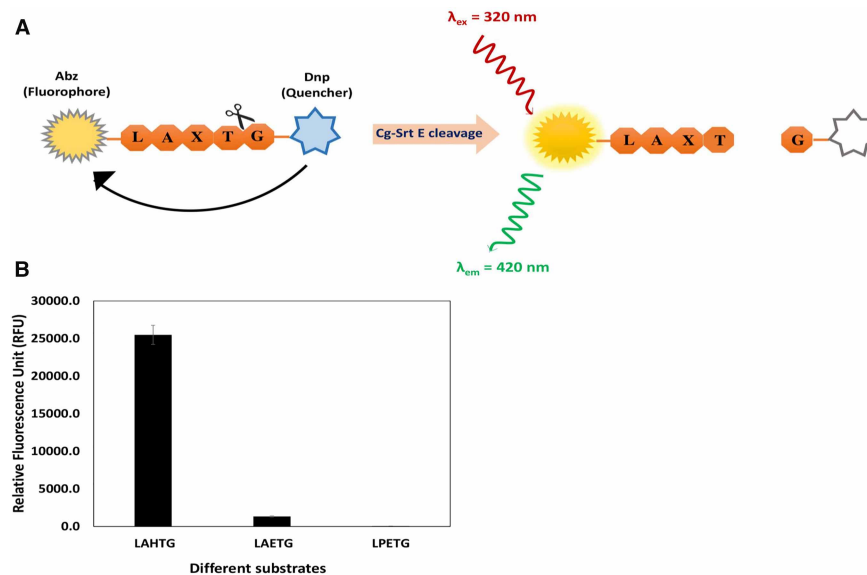 A
λex = 320 nm
Abz
(Fluorophore)
Dnp
(Quencher)
L A X T G
Cg-Srt E cleavage
L A X T
G
λem = 420 nm
B
Relative Fluorescence Unit (RFU)
30000.0
25000.0
20000.0
15000.0
10000.0
5000.0
0.0
LAHTG LAETG LPETG
Different substrates